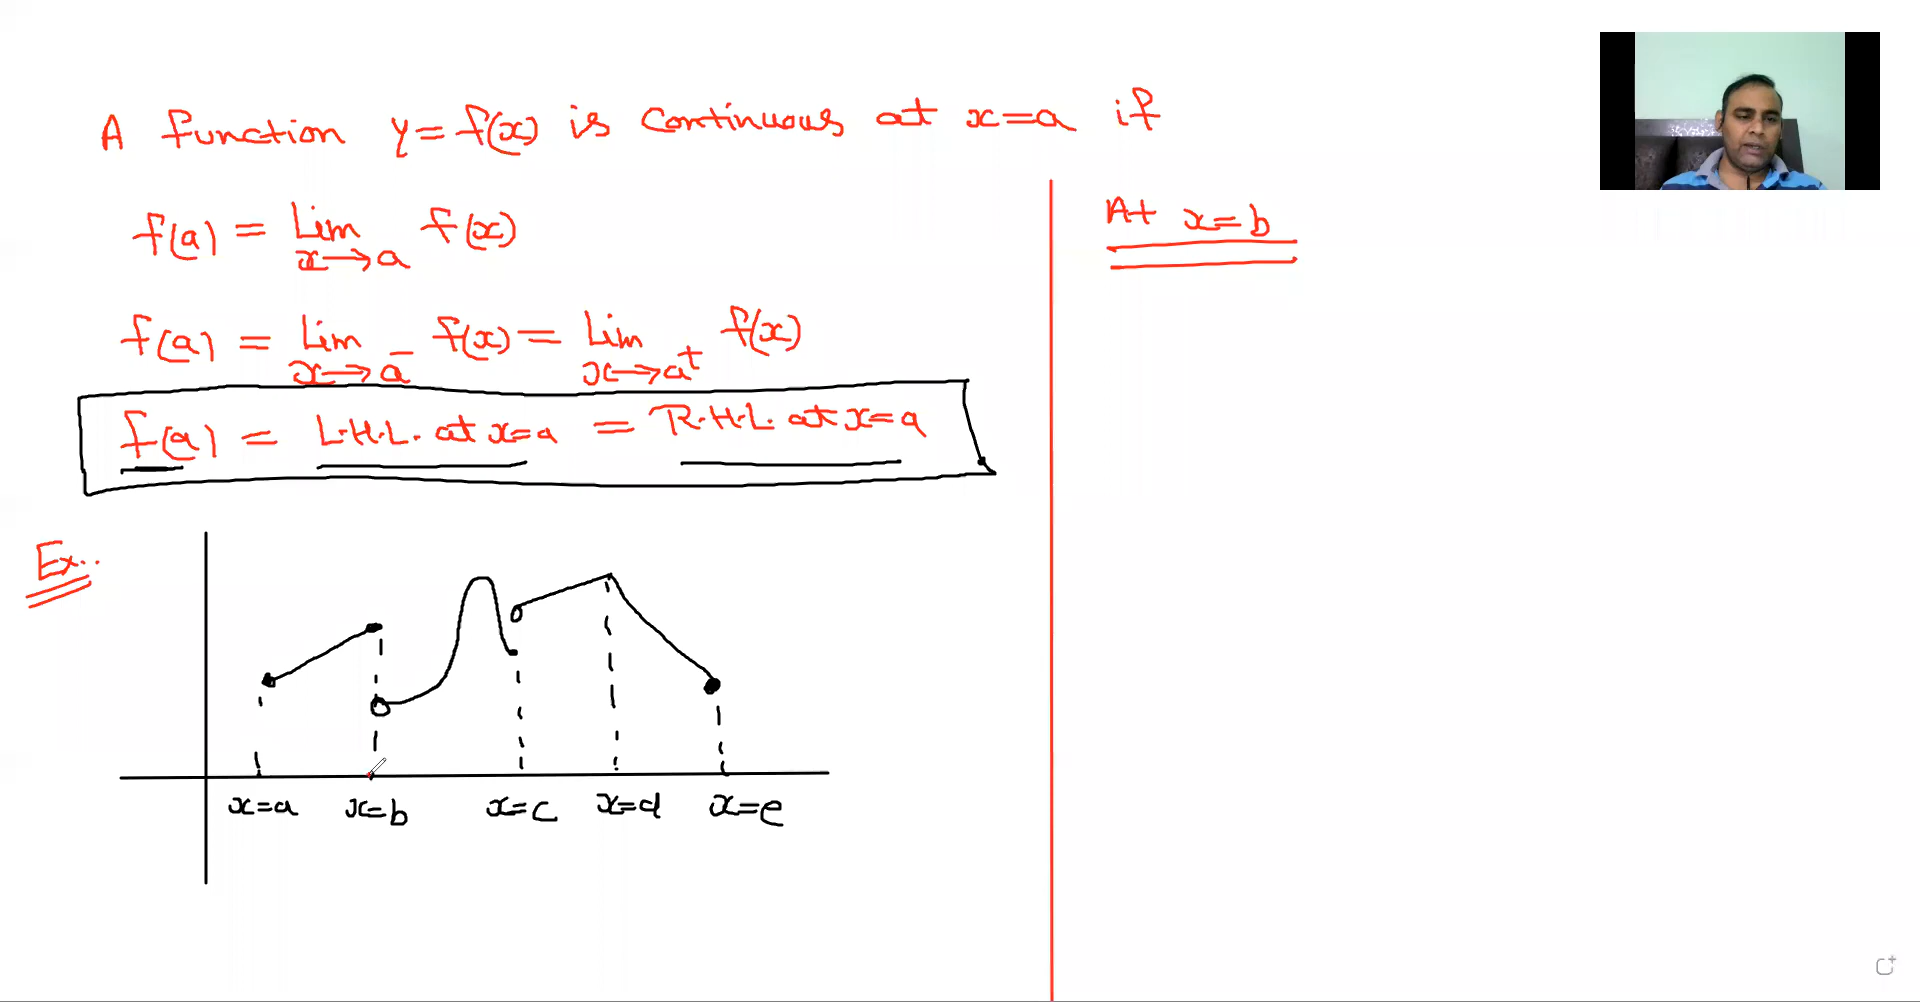 A function y=f(x) is continuous at x=a if
f(a) = Lim x→a f(x)
f(a) = Lim x→a⁻ f(x) = Lim x→a⁺ f(x)
f(a) = L.H.L. at x=a = R.H.L. at x=a
Ex..
x=a x=b x=c x=d x=e
At x=b